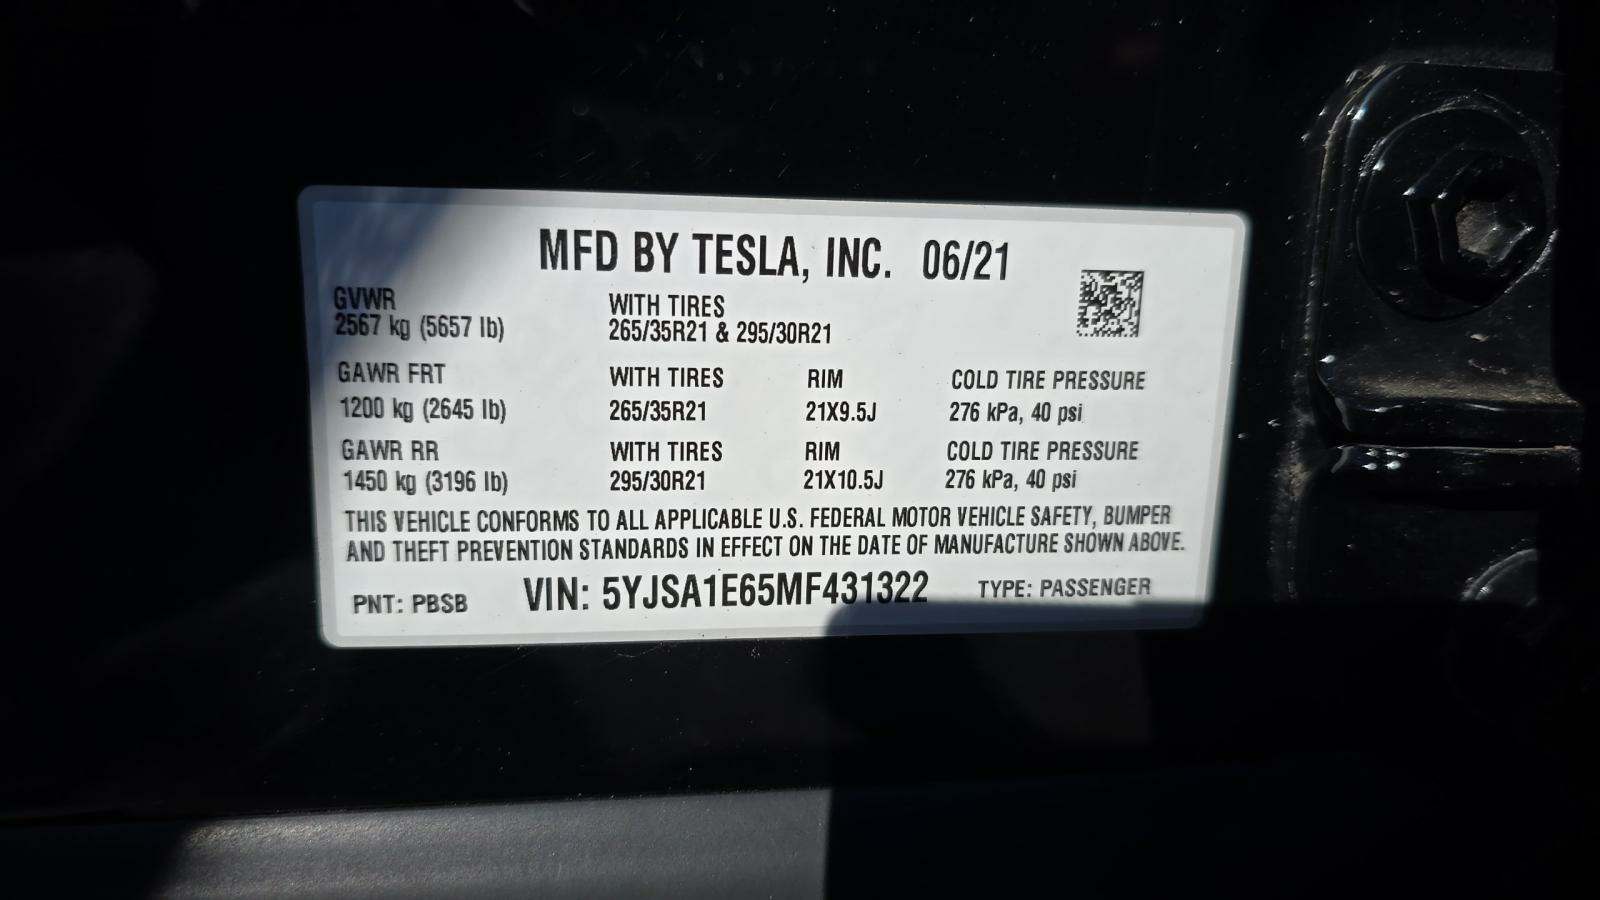 MFD BY TESLA, INC. 06/21
GVWR
2567 kg (5657 lb)
WITH TIRES
265/35R21 & 295/30R21
GAWR FRT WITH TIRES RIM COLD TIRE PRESSURE
1200 kg (2645 lb) 265/35R21 21X9.5J 276 kPa, 40 psi
GAWR RR WITH TIRES RIM COLD TIRE PRESSURE
1450 kg (3196 lb) 295/30R21 21X10.5J 276 kPa, 40 psi
THIS VEHICLE CONFORMS TO ALL APPLICABLE U.S. FEDERAL MOTOR VEHICLE SAFETY, BUMPER
AND THEFT PREVENTION STANDARDS IN EFFECT ON THE DATE OF MANUFACTURE SHOWN ABOVE.
PNT: PBSB VIN: 5YJSA1E65MF431322 TYPE: PASSENGER